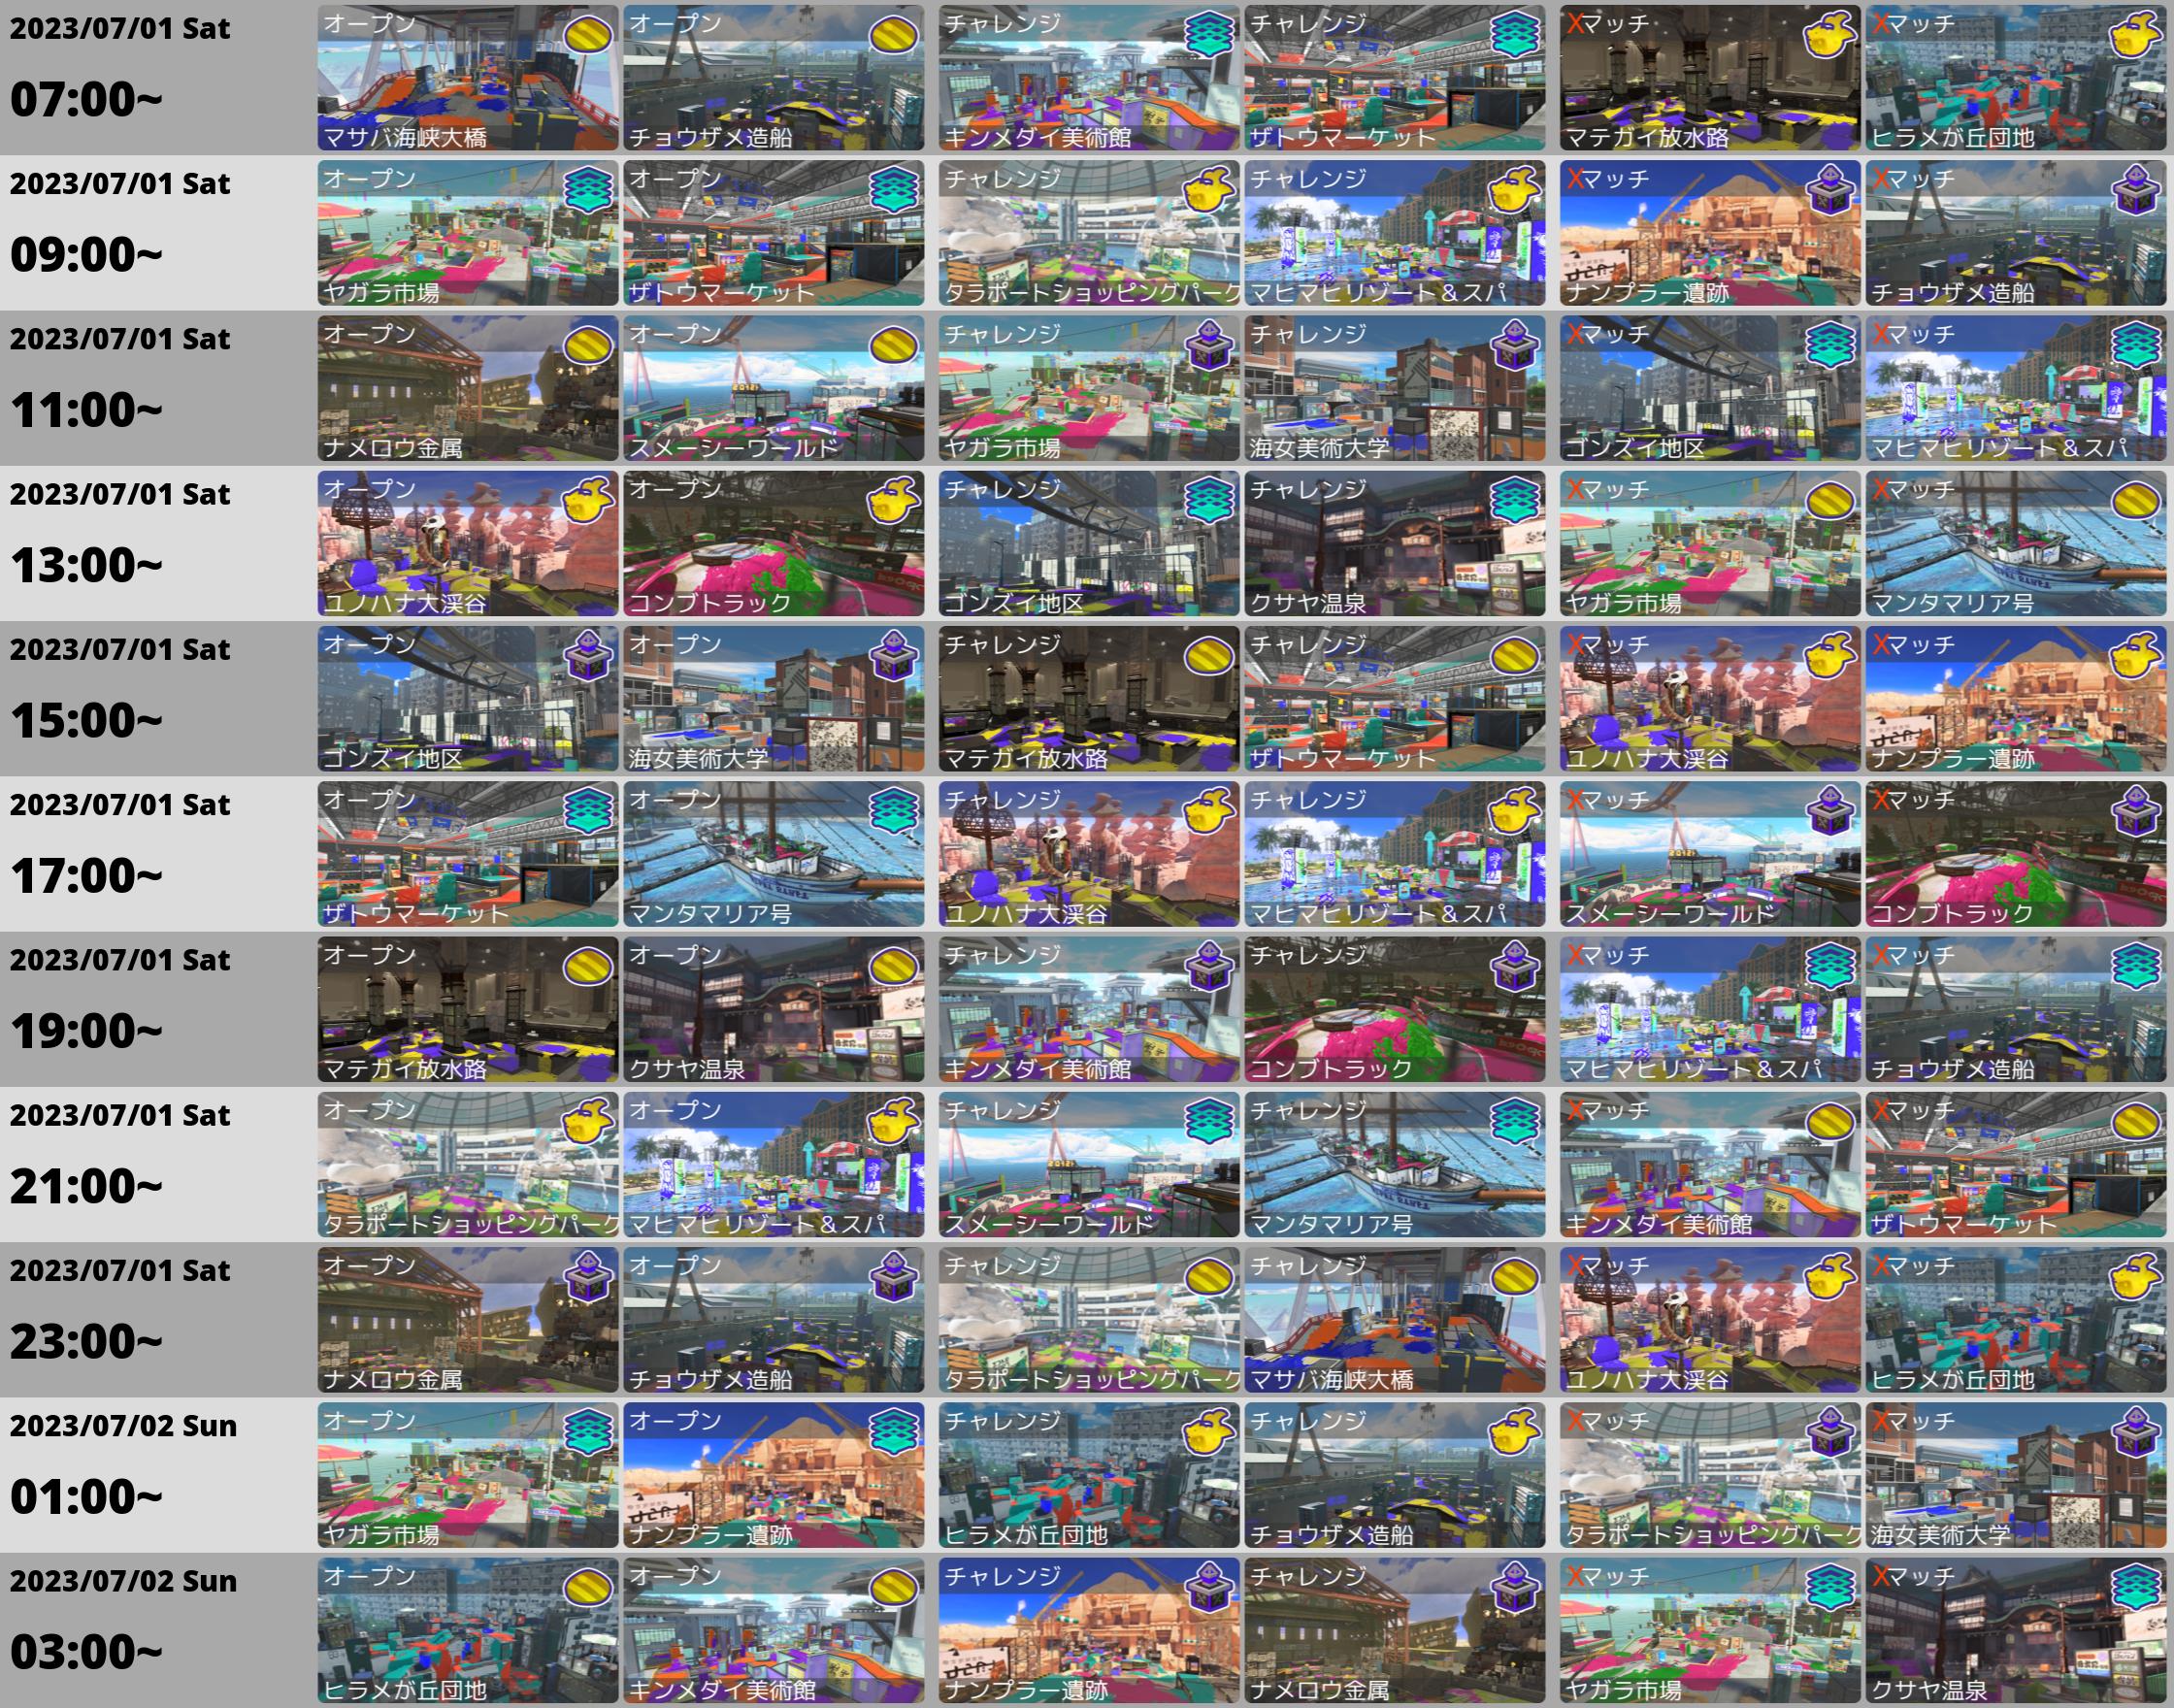 2023/07/01 Sat
07:00~
オープン
マサバ海峡大橋
オープン
チョウザメ造船
チャレンジ
キンメダイ美術館
チャレンジ
ザトウマーケット
Xマッチ
マテガイ放水路
Xマッチ
ヒラメが丘団地
2023/07/01 Sat
09:00~
オープン
ヤガラ市場
オープン
ザトウマーケット
チャレンジ
タラポートショッピングパーク
チャレンジ
マヒマヒリゾート＆スパ
Xマッチ
ナンプラー遺跡
Xマッチ
チョウザメ造船
2023/07/01 Sat
11:00~
オープン
ナメロウ金属
オープン
スメーシーワールド
チャレンジ
ヤガラ市場
チャレンジ
海女美術大学
Xマッチ
ゴンズイ地区
Xマッチ
マヒマヒリゾート＆スパ
2023/07/01 Sat
13:00~
オープン
ユノハナ大渓谷
オープン
コンブトラック
チャレンジ
ゴンズイ地区
チャレンジ
クサヤ温泉
Xマッチ
ヤガラ市場
Xマッチ
マンタマリア号
2023/07/01 Sat
15:00~
オープン
ゴンズイ地区
オープン
海女美術大学
チャレンジ
マテガイ放水路
チャレンジ
ザトウマーケット
Xマッチ
ユノハナ大渓谷
Xマッチ
ナンプラー遺跡
2023/07/01 Sat
17:00~
オープン
ザトウマーケット
オープン
マンタマリア号
チャレンジ
ユノハナ大渓谷
チャレンジ
マヒマヒリゾート＆スパ
Xマッチ
スメーシーワールド
Xマッチ
コンブトラック
2023/07/01 Sat
19:00~
オープン
マテガイ放水路
オープン
クサヤ温泉
チャレンジ
キンメダイ美術館
チャレンジ
コンブトラック
Xマッチ
マヒマヒリゾート＆スパ
Xマッチ
チョウザメ造船
2023/07/01 Sat
21:00~
オープン
タラポートショッピングパーク
オープン
マヒマヒリゾート＆スパ
チャレンジ
スメーシーワールド
チャレンジ
マンタマリア号
Xマッチ
キンメダイ美術館
Xマッチ
ザトウマーケット
2023/07/01 Sat
23:00~
オープン
ナメロウ金属
オープン
チョウザメ造船
チャレンジ
タラポートショッピングパーク
チャレンジ
マサバ海峡大橋
Xマッチ
ユノハナ大渓谷
Xマッチ
ヒラメが丘団地
2023/07/02 Sun
01:00~
オープン
ヤガラ市場
オープン
ナンプラー遺跡
チャレンジ
ヒラメが丘団地
チャレンジ
チョウザメ造船
Xマッチ
タラポートショッピングパーク
Xマッチ
海女美術大学
2023/07/02 Sun
03:00~
オープン
ヒラメが丘団地
オープン
キンメダイ美術館
チャレンジ
ナンプラー遺跡
チャレンジ
ナメロウ金属
Xマッチ
ヤガラ市場
Xマッチ
クサヤ温泉